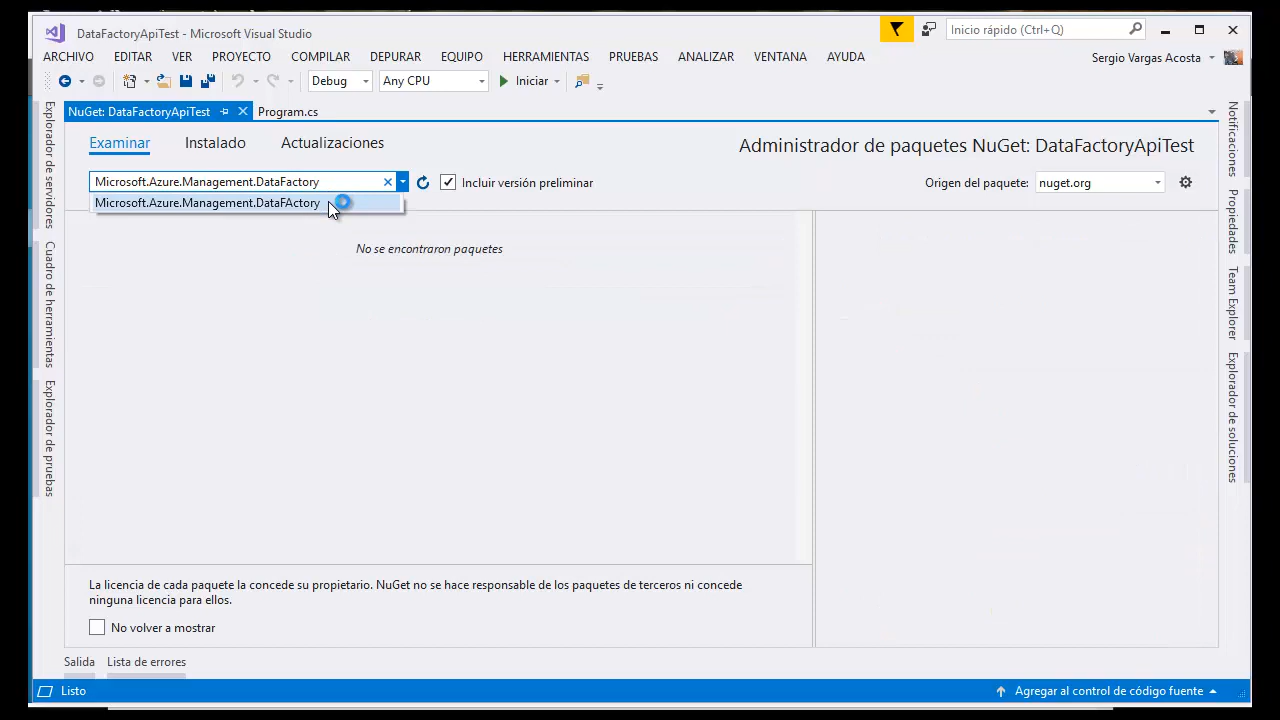 DataFactoryApiTest - Microsoft Visual Studio
Inicio rápido (Ctrl+Q)
ARCHIVO EDITAR VER PROYECTO COMPILAR DEPURAR EQUIPO HERRAMIENTAS PRUEBAS ANALIZAR VENTANA AYUDA
Sergio Vargas Acosta
Debug Any CPU Iniciar
NuGet: DataFactoryApiTest Program.cs
Examinar Instalado Actualizaciones
Administrador de paquetes NuGet: DataFactoryApiTest
Microsoft.Azure.Management.DataFactory
Incluir versión preliminar
Origen del paquete: nuget.org
Microsoft.Azure.Management.DataFActory
No se encontraron paquetes
La licencia de cada paquete la concede su propietario. NuGet no se hace responsable de los paquetes de terceros ni concede
ninguna licencia para ellos.
No volver a mostrar
Explorador de servidores
Cuadro de herramientas
Explorador de pruebas
Notificaciones
Propiedades
Team Explorer
Explorador de soluciones
Salida Lista de errores
Listo
Agregar al control de código fuente